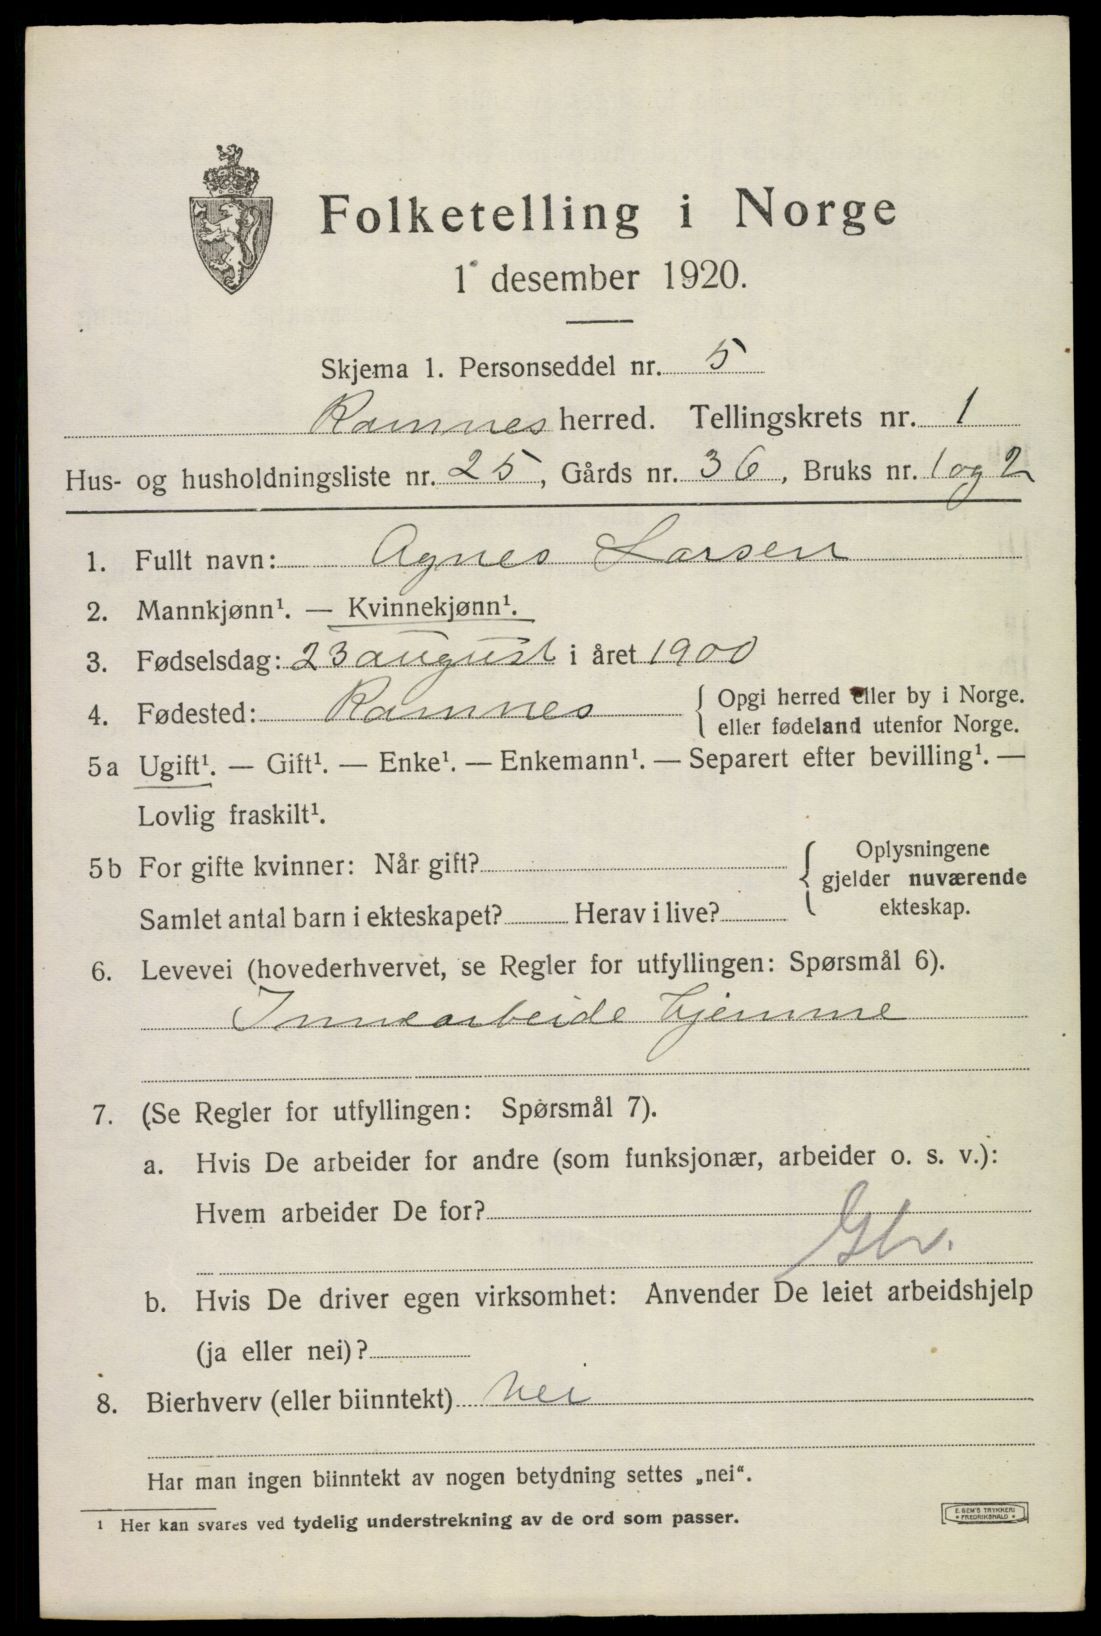 Folketelling i Norge
1 desember 1920.
Skjema 1. Personseddel nr. 5
Ramnes herred. Tellingskrets nr. 1
Hus- og husholdningsliste nr. 25, Gårds nr. 36, Bruks nr. 1 og 2
1. Fullt navn: Agnes Larsen
2. Mannkjønn¹. — Kvinnekjønn¹.
3. Fødselsdag: 23 august i året 1900
4. Fødested: Ramnes { Opgi herred eller by i Norge.
eller fødeland utenfor Norge.
5a Ugift¹. — Gift¹. — Enke¹. — Enkemann¹. — Separert efter bevilling¹. —
Lovlig fraskilt¹.
5b For gifte kvinner: Når gift? { Oplysningene
gjelder nuværende
ekteskap.
Samlet antal barn i ekteskapet? Herav i live?
6. Levevei (hovederhvervet, se Regler for utfyllingen: Spørsmål 6).
Innearbeide hjemme
7. (Se Regler for utfyllingen: Spørsmål 7).
a. Hvis De arbeider for andre (som funksjonær, arbeider o. s. v.):
Hvem arbeider De for?
b. Hvis De driver egen virksomhet: Anvender De leiet arbeidshjelp
(ja eller nei)?
8. Bierhverv (eller biinntekt) Nei
Har man ingen biinntekt av nogen betydning settes „nei“.
¹ Her kan svares ved tydelig understrekning av de ord som passer.
E. SEM'S TRYKKERI
• FREDRIKSHALD •